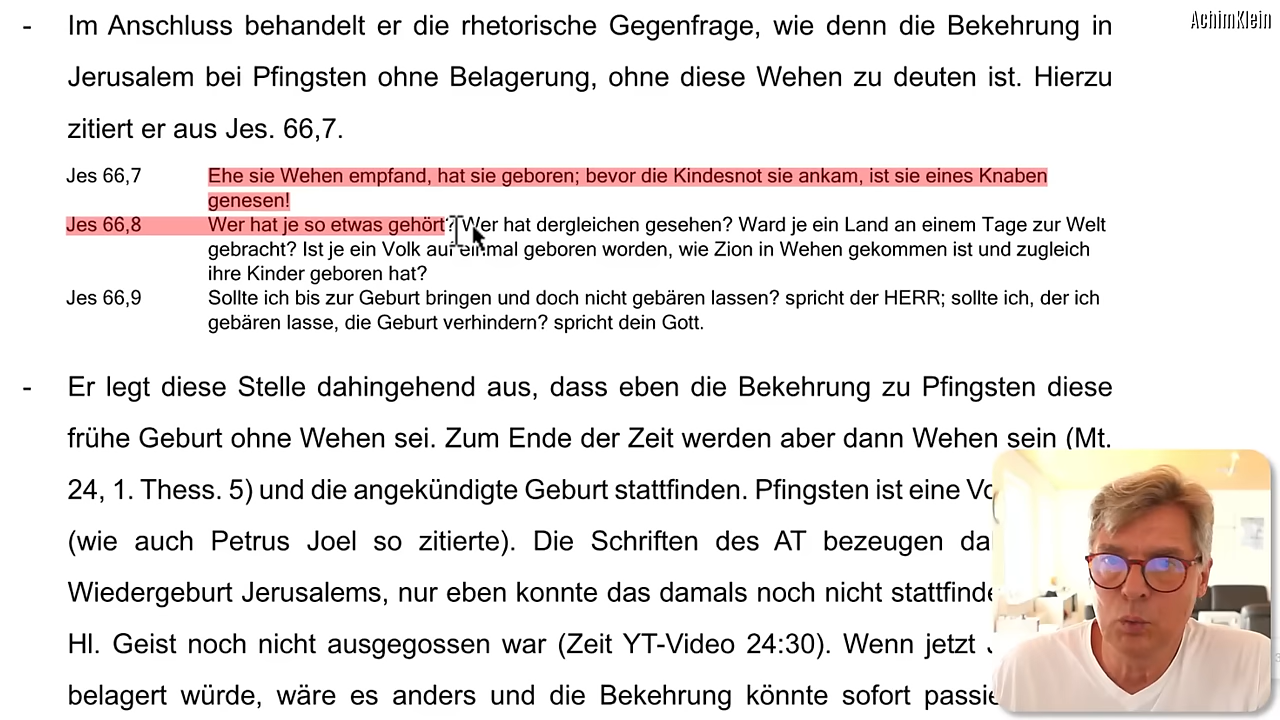 AchimKlein
- Im Anschluss behandelt er die rhetorische Gegenfrage, wie denn die Bekehrung in
Jerusalem bei Pfingsten ohne Belagerung, ohne diese Wehen zu deuten ist. Hierzu
zitiert er aus Jes. 66,7.
Jes 66,7 Ehe sie Wehen empfand, hat sie geboren; bevor die Kindesnot sie ankam, ist sie eines Knaben
genesen!
Jes 66,8 Wer hat je so etwas gehört? Wer hat dergleichen gesehen? Ward je ein Land an einem Tage zur Welt
gebracht? Ist je ein Volk auf einmal geboren worden, wie Zion in Wehen gekommen ist und zugleich
ihre Kinder geboren hat?
Jes 66,9 Sollte ich bis zur Geburt bringen und doch nicht gebären lassen? spricht der HERR; sollte ich, der ich
gebären lasse, die Geburt verhindern? spricht dein Gott.
- Er legt diese Stelle dahingehend aus, dass eben die Bekehrung zu Pfingsten diese
frühe Geburt ohne Wehen sei. Zum Ende der Zeit werden aber dann Wehen sein (Mt.
24, 1. Thess. 5) und die angekündigte Geburt stattfinden. Pfingsten ist eine
(wie auch Petrus Joel so zitierte). Die Schriften des AT bezeugen
Wiedergeburt Jerusalems, nur eben konnte das damals noch nicht
Hl. Geist noch nicht ausgegossen war (Zeit YT-Video 24:30). Wenn jetzt
belagert würde, wäre es anders und die Bekehrung könnte sofort